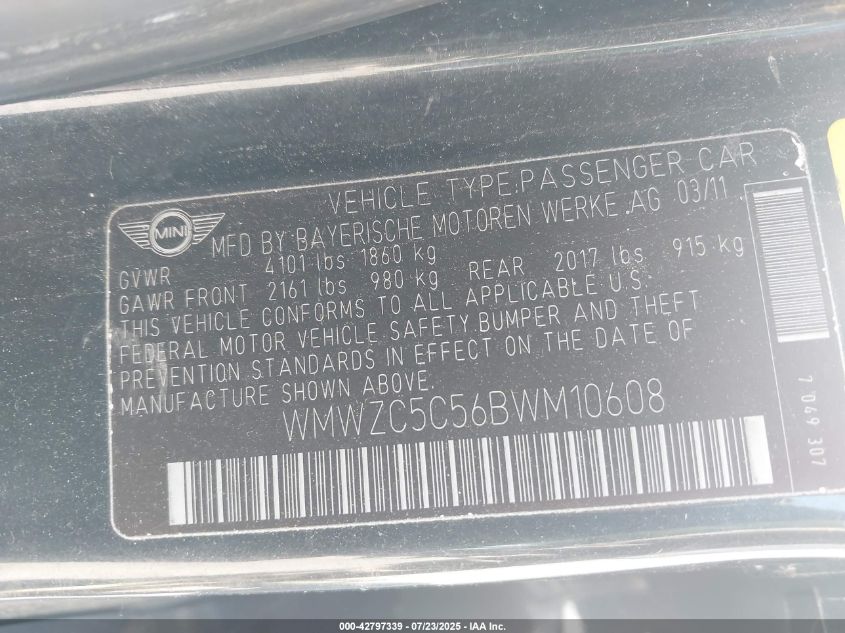 VEHICLE TYPE:PASSENGER CAR
MINI
MFD BY:BAYERISCHE MOTOREN WERKE AG 03/11
GVWR 4101 lbs 1860 kg
GAWR FRONT 2161 lbs 980 kg REAR 2017 lbs 915 kg
THIS VEHICLE CONFORMS TO ALL APPLICABLE U.S.
FEDERAL MOTOR VEHICLE SAFETY,BUMPER AND THEFT
PREVENTION STANDARDS IN EFFECT ON THE DATE OF
MANUFACTURE SHOWN ABOVE.
WMWZC5C56BWM10608
7 069 307
000-42797339 - 07/23/2025 - IAA Inc.